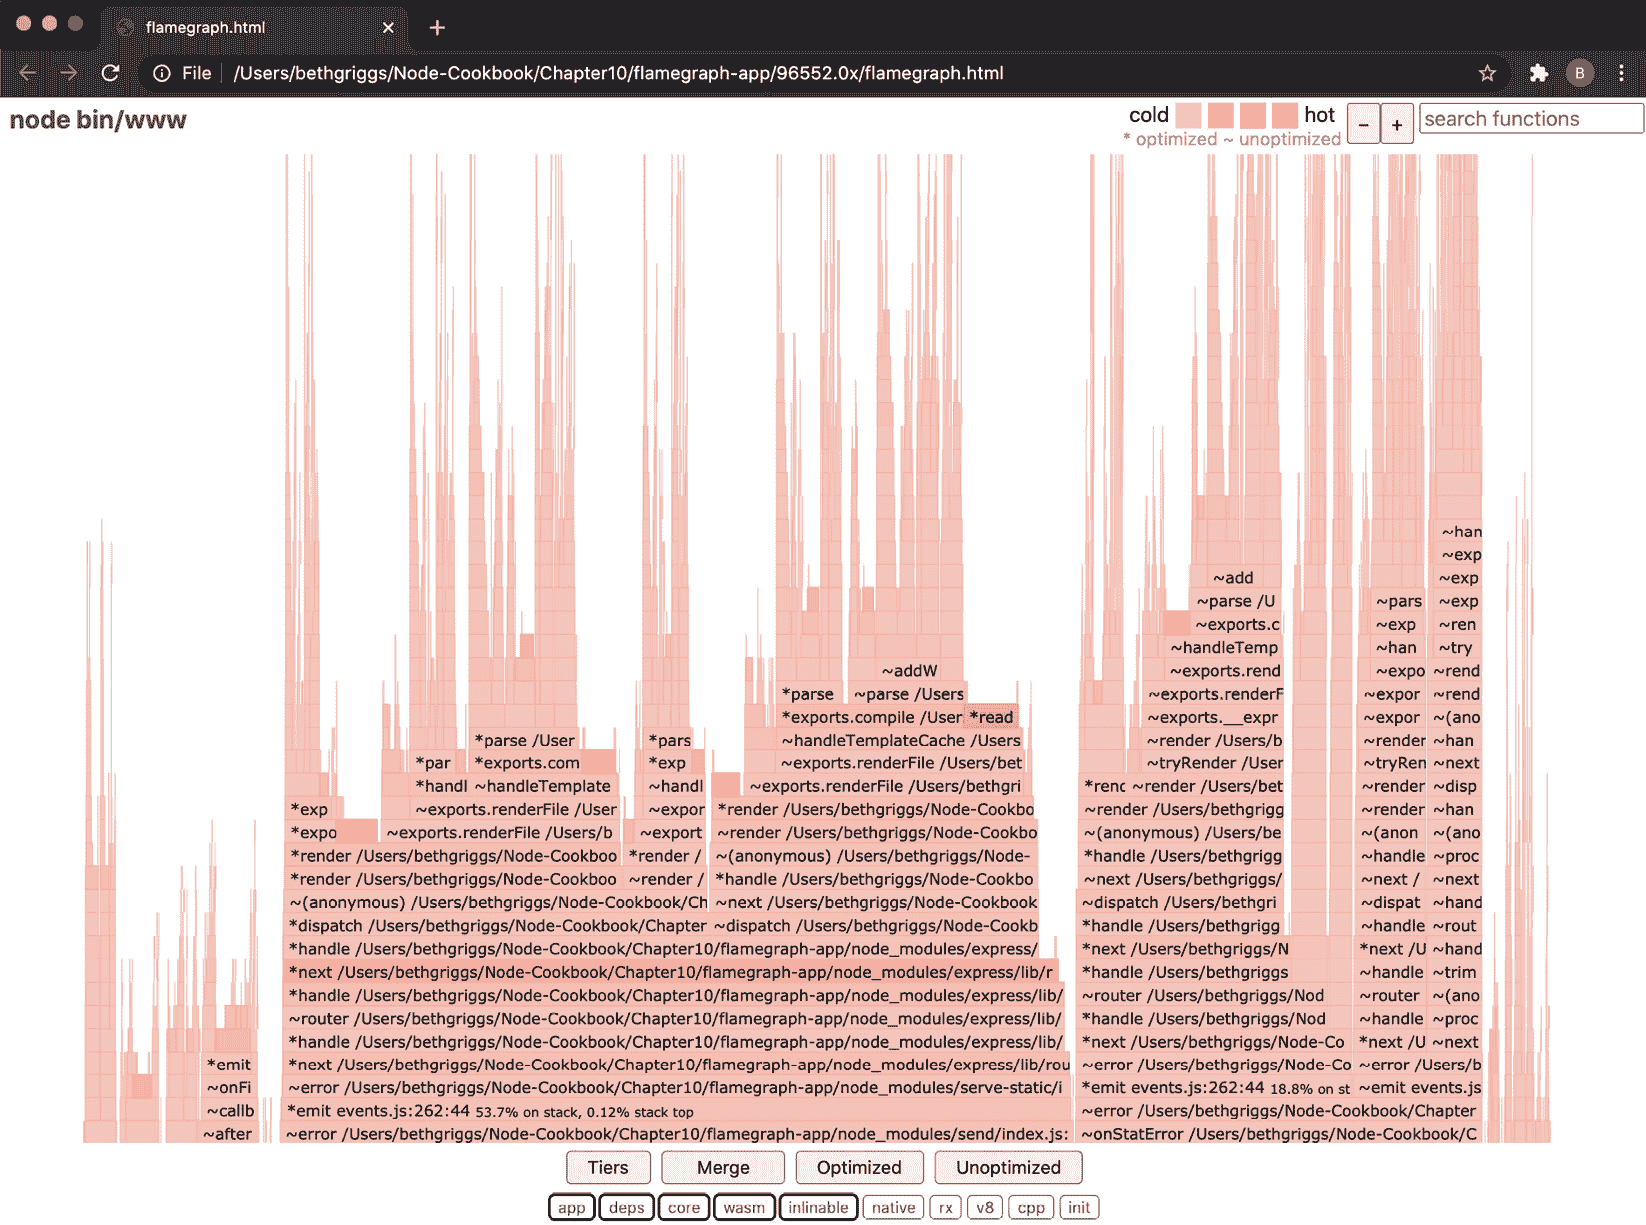 flamegraph.html
File /Users/bethgriggs/Node-Cookbook/Chapter10/flamegraph-app/96552.0x/flamegraph.html B
node bin/www
cold hot - + search functions
* optimized ~ unoptimized
~han
~exp
~add ~exp
~parse /U ~pars ~exp
~exports.c ~exp ~ren
~handleTemp ~han ~try
~addW ~exports.rend ~expo ~rend
*parse ~parse /Users ~exports.renderF ~expor ~rend
*exports.compile /User *read ~exports.__expr ~expor ~(ano
*parse /User *pars ~handleTemplateCache /Users ~render /Users/b ~render ~han
*par *exports.com *exp ~exports.renderFile /Users/bet ~tryRender /User ~tryRen ~next
*handl ~handleTemplate ~handl ~exports.renderFile /Users/bethgri *renc ~render /Users/bet ~render ~disp
*exp ~exports.renderFile /User ~expor *render /Users/bethgriggs/Node-Cookbo ~render /Users/bethgrigg ~render ~han
*expo ~exports.renderFile /Users/b ~export ~render /Users/bethgriggs/Node-Cookbo ~(anonymous) /Users/be ~(anon ~(ano
*render /Users/bethgriggs/Node-Cookboo *render / ~(anonymous) /Users/bethgriggs/Node- *handle /Users/bethgrigg ~handle ~proc
*render /Users/bethgriggs/Node-Cookboo ~render / *handle /Users/bethgriggs/Node-Cookbo ~next /Users/bethgriggs/ ~next / ~next
~(anonymous) /Users/bethgriggs/Node-Cookbook/Ch ~next /Users/bethgriggs/Node-Cookbook ~dispatch /Users/bethgri ~dispat ~hand
*dispatch /Users/bethgriggs/Node-Cookbook/Chapter ~dispatch /Users/bethgriggs/Node-Cookb *handle /Users/bethgrigg ~handle ~rout
*handle /Users/bethgriggs/Node-Cookbook/Chapter10/flamegraph-app/node_modules/express/ *next /Users/bethgriggs/N *next /U ~hand
*next /Users/bethgriggs/Node-Cookbook/Chapter10/flamegraph-app/node_modules/express/lib/r *handle /Users/bethgriggs ~handle ~trim
*handle /Users/bethgriggs/Node-Cookbook/Chapter10/flamegraph-app/node_modules/express/lib/ ~router /Users/bethgriggs/Nod ~router ~(ano
~router /Users/bethgriggs/Node-Cookbook/Chapter10/flamegraph-app/node_modules/express/lib/ *handle /Users/bethgriggs/Nod ~handle ~proc
*handle /Users/bethgriggs/Node-Cookbook/Chapter10/flamegraph-app/node_modules/express/lib/ *next /Users/bethgriggs/Node-Co *next /U ~next
*emit *next /Users/bethgriggs/Node-Cookbook/Chapter10/flamegraph-app/node_modules/express/lib/rou ~error /Users/bethgriggs/Node-Co ~error /Users/b
~onFi ~error /Users/bethgriggs/Node-Cookbook/Chapter10/flamegraph-app/node_modules/serve-static/i *emit events.js:262:44 18.8% on st ~emit events.js
~callb *emit events.js:262:44 53.7% on stack, 0.12% stack top ~error /Users/bethgriggs/Node-Cookbook/Chapter
~after ~error /Users/bethgriggs/Node-Cookbook/Chapter10/flamegraph-app/node_modules/send/index.js: ~onStatError /Users/bethgriggs/Node-Cookbook/C
Tiers Merge Optimized Unoptimized
app deps core wasm inlinable native rx v8 cpp init